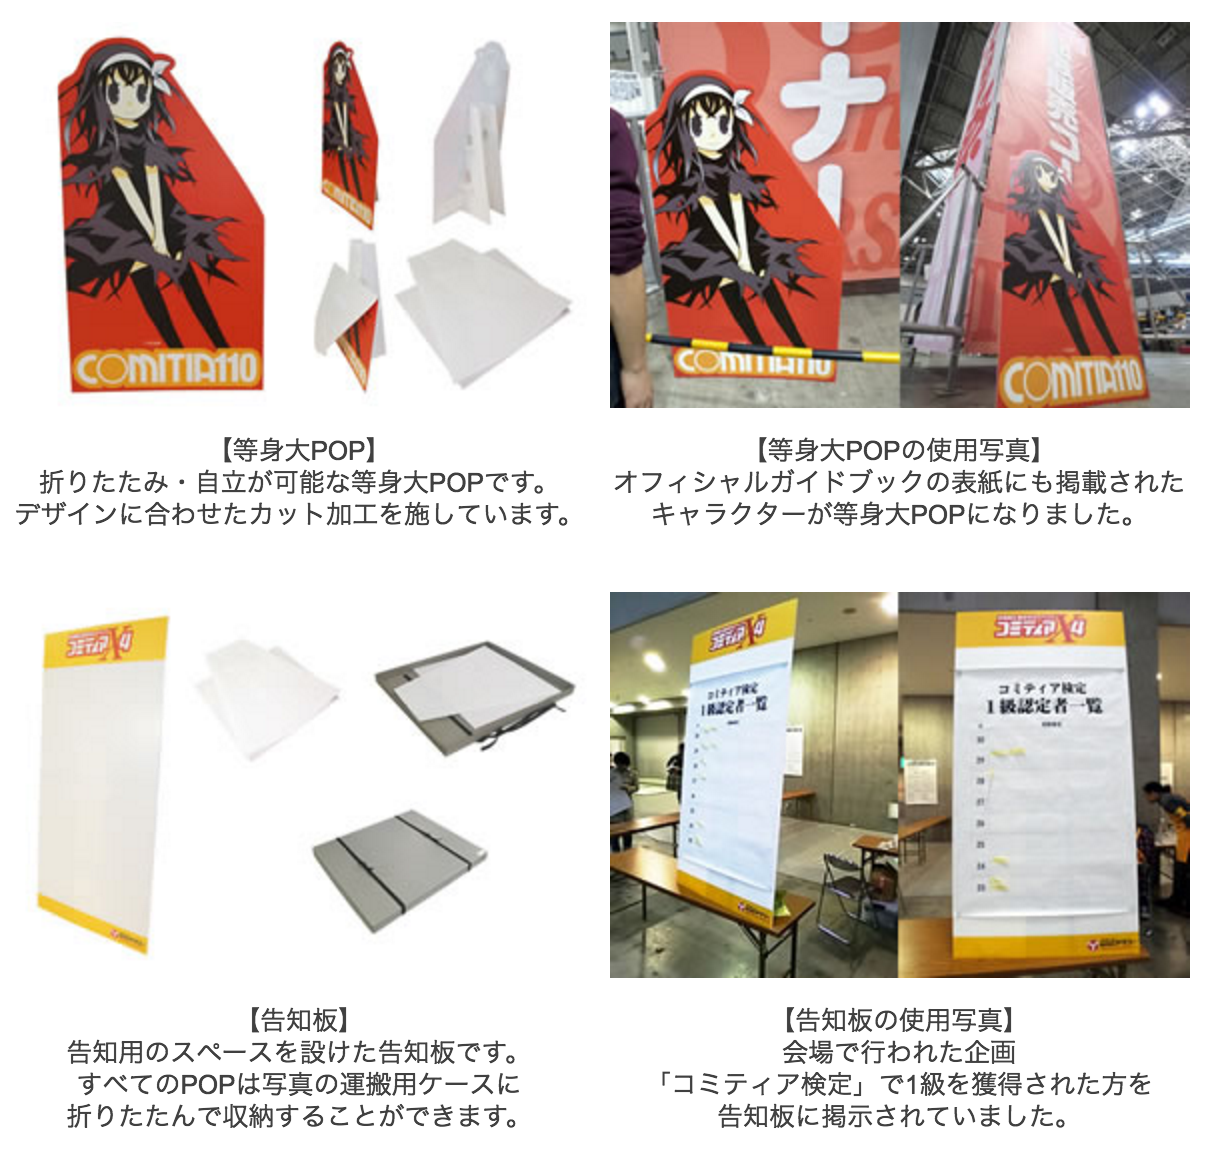 COMITIA110
COMITIA110
ナー
COMITIA110
COMITIA110
【等身大POP】
折りたたみ・自立が可能な等身大POPです。
デザインに合わせたカット加工を施しています。
【等身大POPの使用写真】
オフィシャルガイドブックの表紙にも掲載された
キャラクターが等身大POPになりました。
コミティアX4
コミティアX4
コミティア検定
1級認定者一覧
コミティアX4
コミティア検定
1級認定者一覧
30
29
28
27
26
25
24
23
【告知板】
告知用のスペースを設けた告知板です。
すべてのPOPは写真の運搬用ケースに
折りたたんで収納することができます。
【告知板の使用写真】
会場で行われた企画
「コミティア検定」で1級を獲得された方を
告知板に掲示されていました。